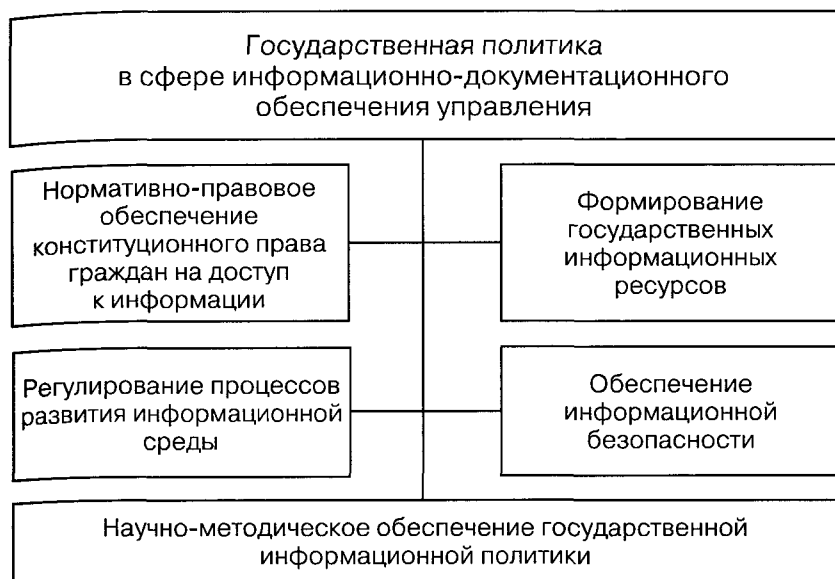 Государственная политика
в сфере информационно-документационного
обеспечения управления
Нормативно-правовое
обеспечение
конституционного права
граждан на доступ
к информации
Формирование
государственных
информационных
ресурсов
Регулирование процессов
развития информационной
среды
Обеспечение
информационной
безопасности
Научно-методическое обеспечение государственной
информационной политики